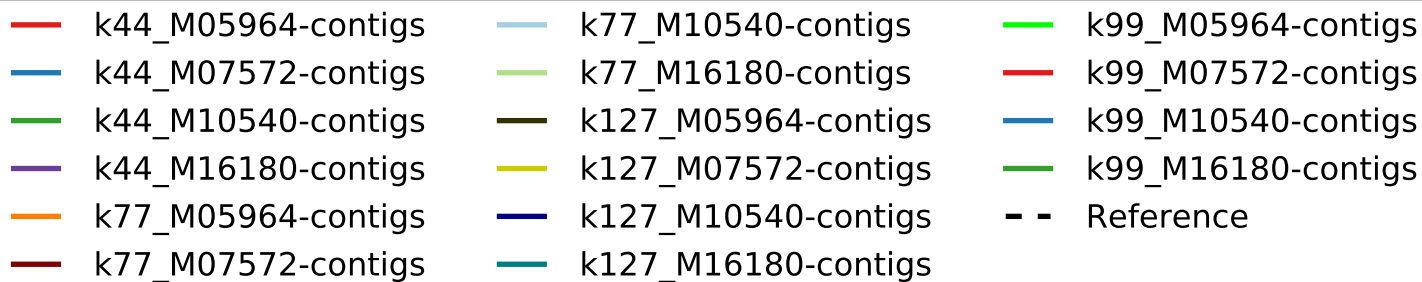 k44_M05964-contigs
k44_M07572-contigs
k44_M10540-contigs
k44_M16180-contigs
k77_M05964-contigs
k77_M07572-contigs
k77_M10540-contigs
k77_M16180-contigs
k127_M05964-contigs
k127_M07572-contigs
k127_M10540-contigs
k127_M16180-contigs
k99_M05964-contigs
k99_M07572-contigs
k99_M10540-contigs
k99_M16180-contigs
Reference